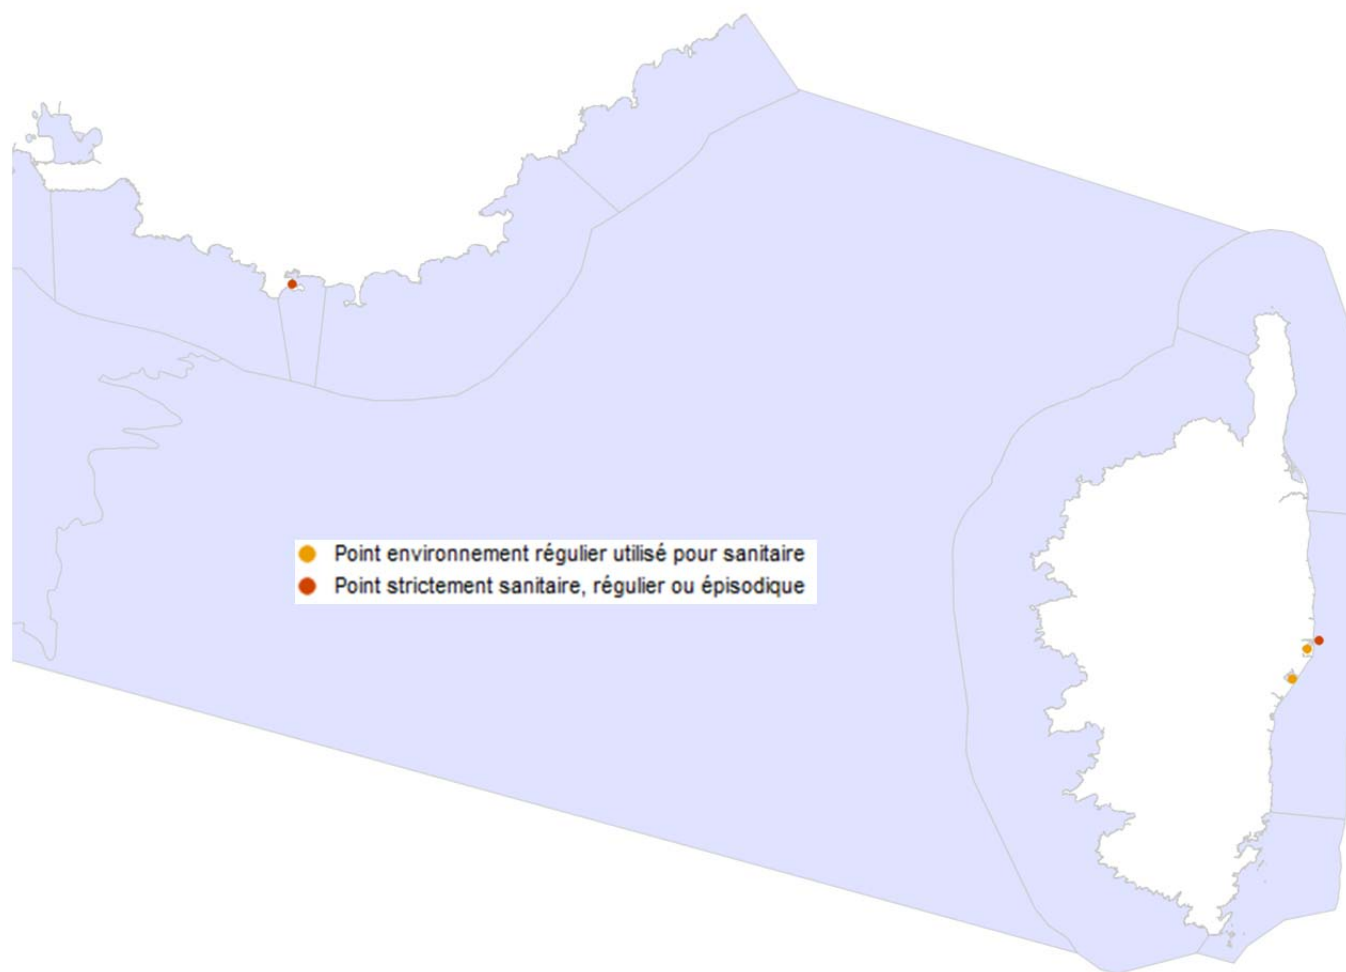 Point environnement régulier utilisé pour sanitaire
Point strictement sanitaire, régulier ou épisodique